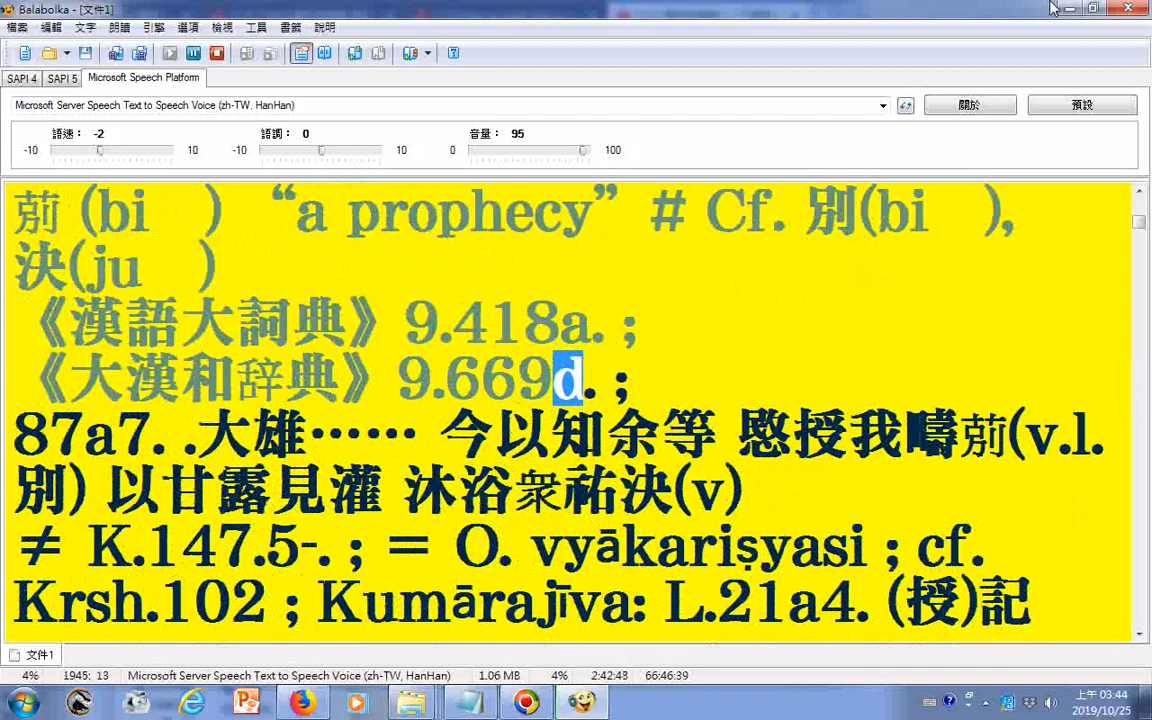 Balabolka - [文件1]
檔案 編輯 文字 朗讀 引擎 選項 檢視 工具 書籤 說明
SAPI 4 SAPI 5 Microsoft Speech Platform
Microsoft Server Speech Text to Speech Voice (zh-TW, HanHan) 關於 預設
語速： -2 語調： 0 音量： 95
-10 10 -10 10 0 100
莂 (bi ) “a prophecy” # Cf. 別(bi ),
決(ju )
《漢語大詞典》 9.418a. ;
《大漢和辞典》 9.669d. ;
87a7. .大雄…… 今以知余等 愍授我疇莂(v.l.
別) 以甘露見灌 沐浴衆祐決(v)
≠ K.147.5-. ; = O. vyākariṣyasi ; cf.
Krsh.102 ; Kumārajīva: L.21a4. (授)記
文件1
4% 1945: 13 Microsoft Server Speech Text to Speech Voice (zh-TW, HanHan) 1.06 MB 4% 2:42:48 66:46:39
上午 03:44
2019/10/25